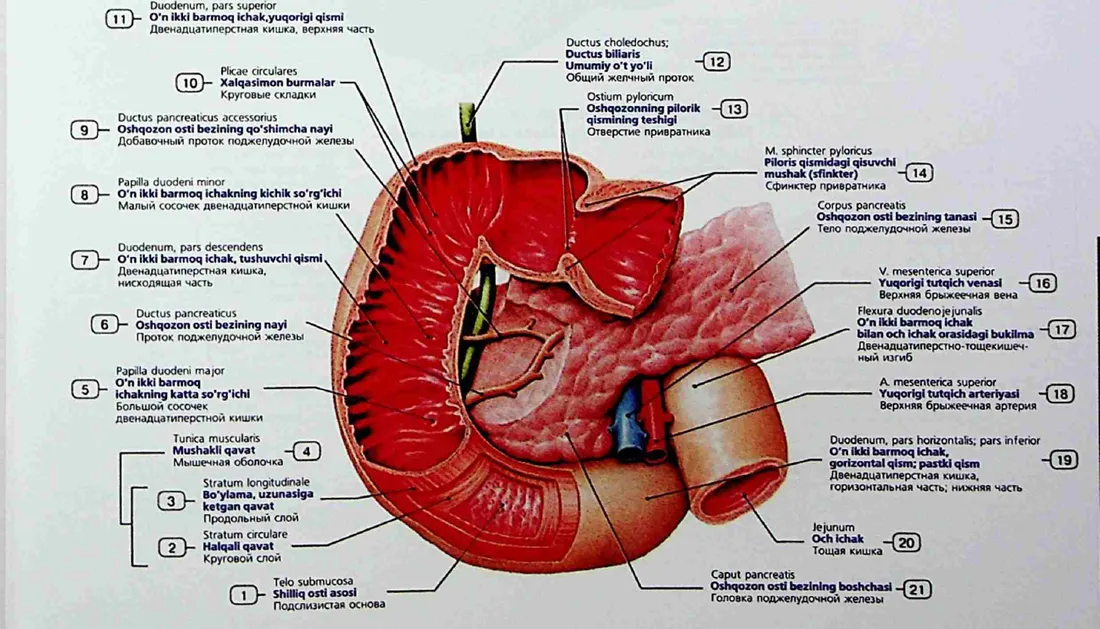 11
Duodenum, pars superior
O'n ikki barmoq ichak,yuqorigi qismi
Двенадцатиперстная кишка, верхняя часть
10
Plicae circulares
Xalqasimon burmalar
Круговые складки
9
Ductus pancreaticus accessorius
Oshqozon osti bezining qo'shimcha nayi
Добавочный проток поджелудочной железы
8
Papilla duodeni minor
O'n ikki barmoq ichakning kichik so'rg'ichi
Малый сосочек двенадцатиперстной кишки
7
Duodenum, pars descendens
O'n ikki barmoq ichak, tushuvchi qismi
Двенадцатиперстная кишка,
нисходящая часть
6
Ductus pancreaticus
Oshqozon osti bezining nayi
Проток поджелудочной железы
5
Papilla duodeni major
O'n ikki barmoq
ichakning katta so'rg'ichi
Большой сосочек
двенадцатиперстной кишки
Tunica muscularis
Mushakli qavat
Мышечная оболочка
4
3
Stratum longitudinale
Bo'ylama, uzunasiga
ketgan qavat
Продольный слой
2
Stratum circulare
Halqali qavat
Круговой слой
1
Telo submucosa
Shilliq osti asosi
Подслизистая основа
Ductus choledochus;
Ductus biliaris
Umumiy o't yo'li
Общий желчный проток
12
Ostium pyloricum
Oshqozonning pilorik
qismining teshigi
Отверстие привратника
13
M. sphincter pyloricus
Piloris qismidagi qisuvchi
mushak (sfinkter)
Сфинктер привратника
14
Corpus pancreatis
Oshqozon osti bezining tanasi
Тело поджелудочной железы
15
V. mesenterica superior
Yuqorigi tutqich venasi
Верхняя брыжеечная вена
16
Flexura duodenojejunalis
O'n ikki barmoq ichak
bilan och ichak orasidagi bukilma
Двенадцатиперстно-тощекишеч-
ный изгиб
17
A. mesenterica superior
Yuqorigi tutqich arteriyasi
Верхняя брыжеечная артерия
18
Duodenum, pars horizontalis; pars inferior
O'n ikki barmoq ichak,
gorizontal qism; pastki qism
Двенадцатиперстная кишка,
горизонтальная часть; нижняя часть
19
Jejunum
Och ichak
Тощая кишка
20
Caput pancreatis
Oshqozon osti bezining boshchasi
Головка поджелудочной железы
21